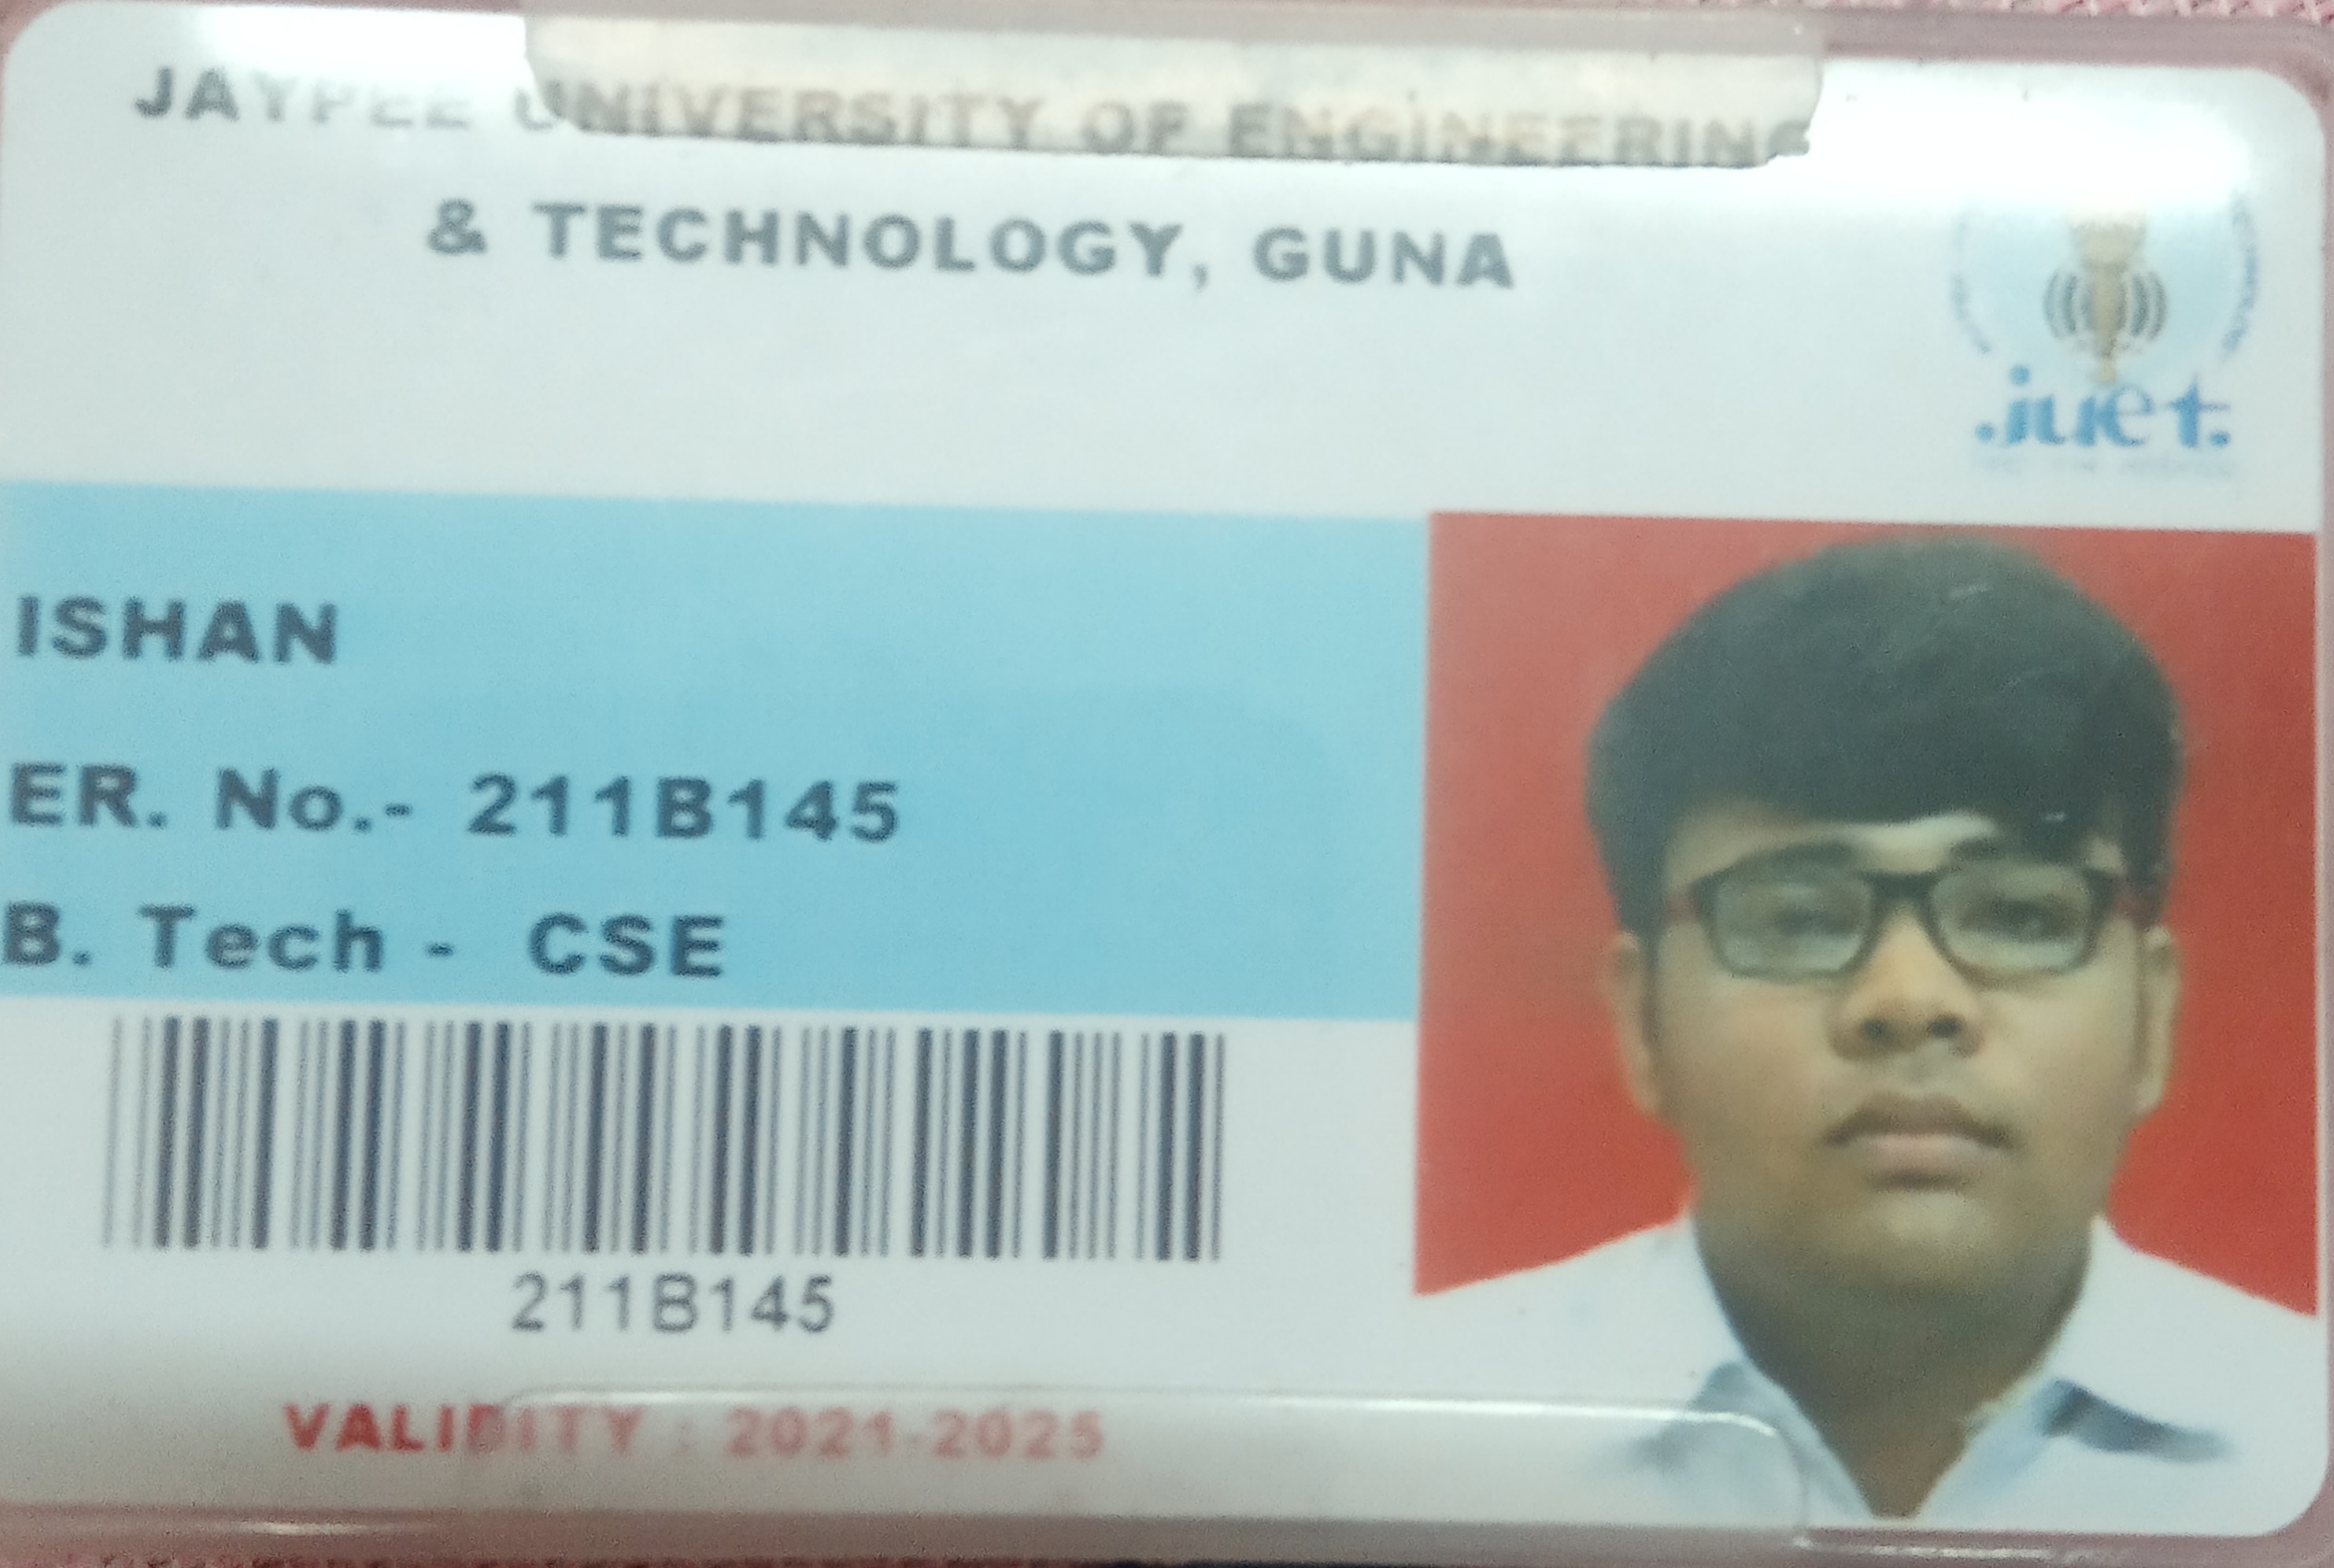 JAYPEE UNIVERSITY OF ENGINEERING
& TECHNOLOGY, GUNA
.juet.
ISHAN
ER. No.- 211B145
B. Tech - CSE
211B145
VALIDITY : 2021-2025